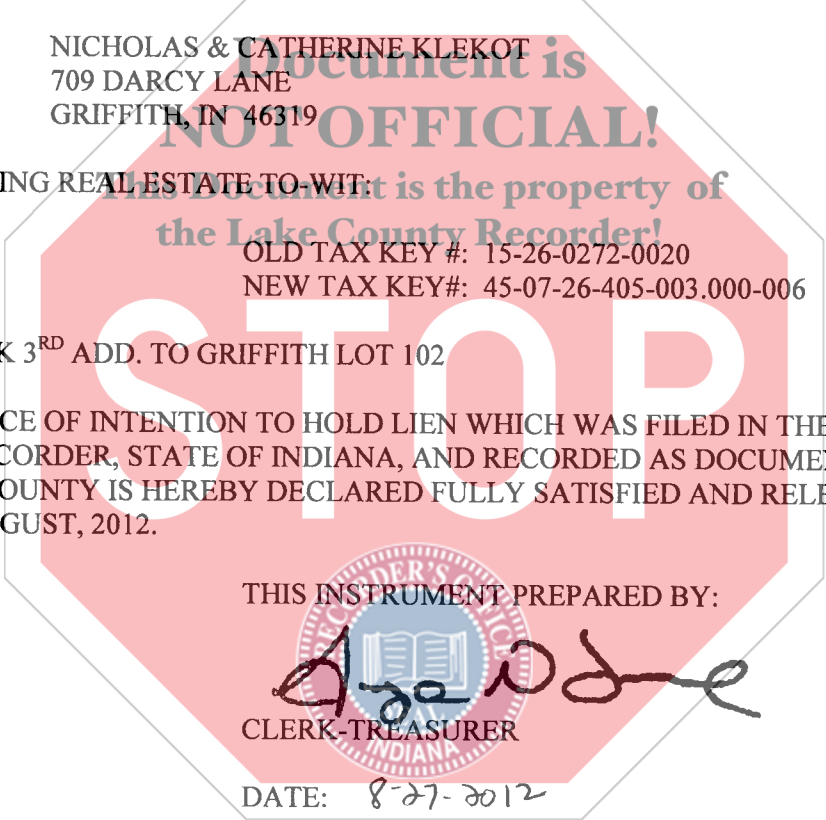 NICHOLAS & CATHERINE KLEKOT
Document is
709 DARCY LANE
GRIFFITH, IN 46319
NOT OFFICIAL!
ING REAL ESTATE TO-WIT:
This Document is the property of
the Lake County Recorder!
OLD TAX KEY #: 15-26-0272-0020
NEW TAX KEY#: 45-07-26-405-003.000-006
STOP
K 3RD ADD. TO GRIFFITH LOT 102
CE OF INTENTION TO HOLD LIEN WHICH WAS FILED IN THE
CORDER, STATE OF INDIANA, AND RECORDED AS DOCUME
OUNTY IS HEREBY DECLARED FULLY SATISFIED AND RELE
GUST, 2012.
RECORDER'S OFFICE
THIS INSTRUMENT PREPARED BY:
CLERK-TREASURER
INDIANA
DATE: 8-27-2012